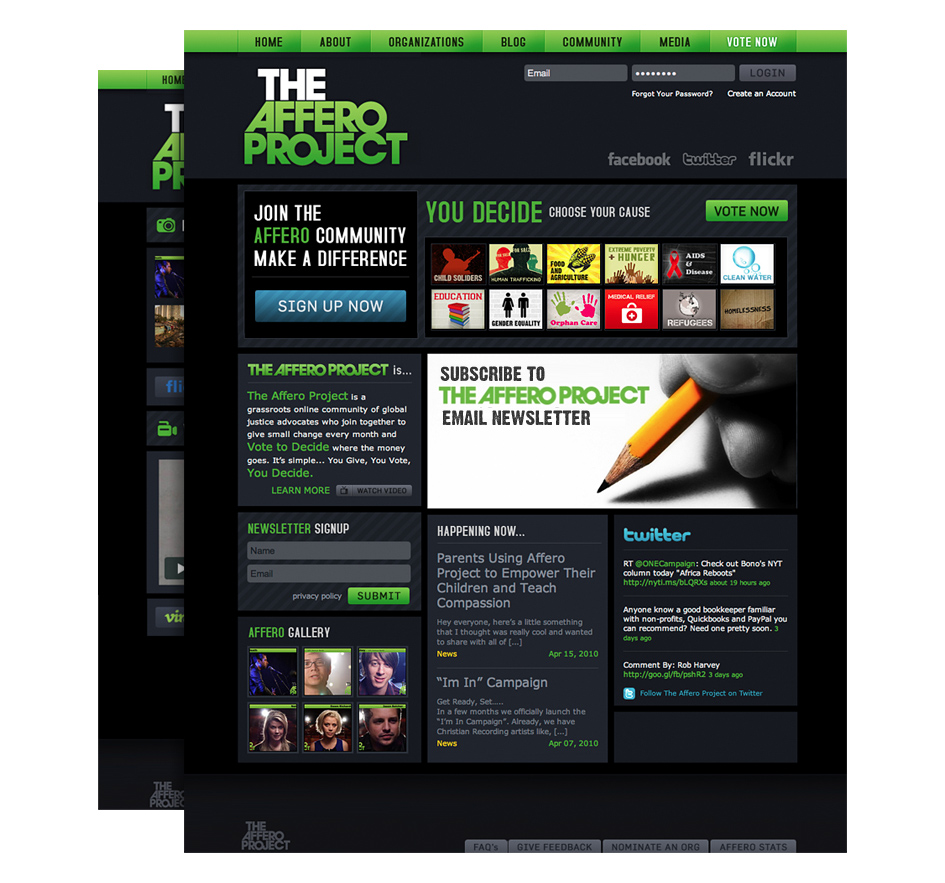 HOME ABOUT ORGANIZATIONS BLOG COMMUNITY MEDIA VOTE NOW
Email ******** LOGIN
Forgot Your Password? Create an Account
THE
AFFERO
PROJECT
facebook twitter flickr
JOIN THE
AFFERO COMMUNITY
MAKE A DIFFERENCE
SIGN UP NOW
YOU DECIDE CHOOSE YOUR CAUSE
VOTE NOW
CHILD SOLIDERS
FOR SALE FOR SALE
HUMAN TRAFFICKING
FOOD
AND
AGRICULTURE
EXTREME POVERTY
+ HUNGER
AIDS
&
Disease
CLEAN WATER
EDUCATION
GENDER EQUALITY
Orphan Care
MEDICAL RELIEF
REFUGEES
HOMELESSNESS
THE AFFERO PROJECT is...
The Affero Project is a
grassroots online community of global
justice advocates who join together to
give small change every month and
Vote to Decide where the money
goes. It's simple... You Give, You Vote,
You Decide.
LEARN MORE WATCH VIDEO
SUBSCRIBE TO
THE AFFERO PROJECT
EMAIL NEWSLETTER
NEWSLETTER SIGNUP
Name
Email
privacy policy SUBMIT
AFFERO GALLERY
HAPPENING NOW...
Parents Using Affero
Project to Empower Their
Children and Teach
Compassion
Hey everyone, here's a little something
that I thought was really cool and wanted
to share with all of [...]
News Apr 15, 2010
“Im In” Campaign
Get Ready, Set.....
In a few months we officially launch the
“I'm In Campaign”. Already, we have
Christian Recording artists like, [...]
News Apr 07, 2010
twitter
RT @ONECampaign: Check out Bono's NYT
column today "Africa Reboots"
http://nyti.ms/bLQRXs about 19 hours ago
Anyone know a good bookkeeper familiar
with non-profits, Quickbooks and PayPal you
can recommend? Need one pretty soon. 3
days ago
Comment By: Rob Harvey
http://goo.gl/fb/pshR2 3 days ago
Follow The Affero Project on Twitter
THE
AFFERO
PROJECT
FAQ's GIVE FEEDBACK NOMINATE AN ORG AFFERO STATS